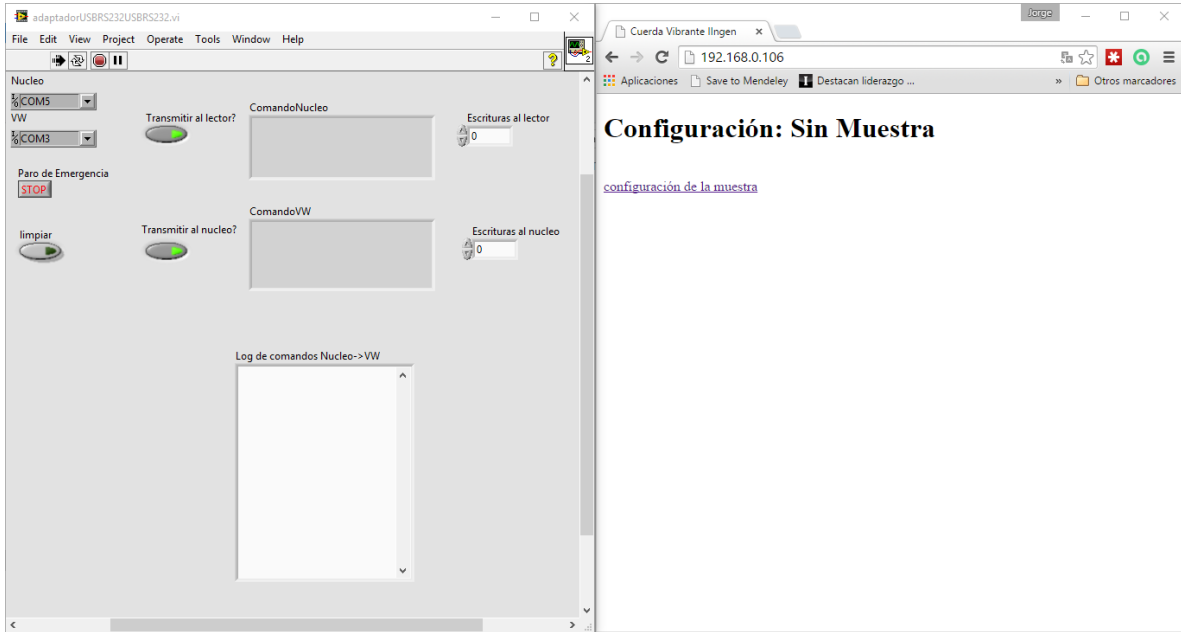 adaptadorUSBRS232USBRS232.vi
File Edit View Project Operate Tools Window Help
2
Nucleo
COM5
VW
COM3
Transmitir al lector?
ComandoNucleo
Escrituras al lector
0
Paro de Emergencia
STOP
limpiar
Transmitir al nucleo?
ComandoVW
Escrituras al nucleo
0
Log de comandos Nucleo->VW
Jorge
Cuerda Vibrante IIngen
192.168.0.106
Aplicaciones Save to Mendeley Destacan liderazgo ... » Otros marcadores
Configuración: Sin Muestra
configuración de la muestra